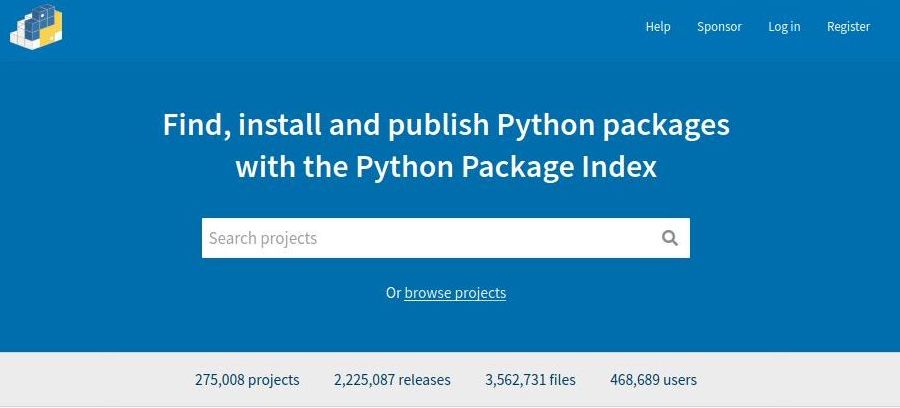 Help Sponsor Log in Register
Find, install and publish Python packages
with the Python Package Index
Search projects
Or browse projects
275,008 projects 2,225,087 releases 3,562,731 files 468,689 users